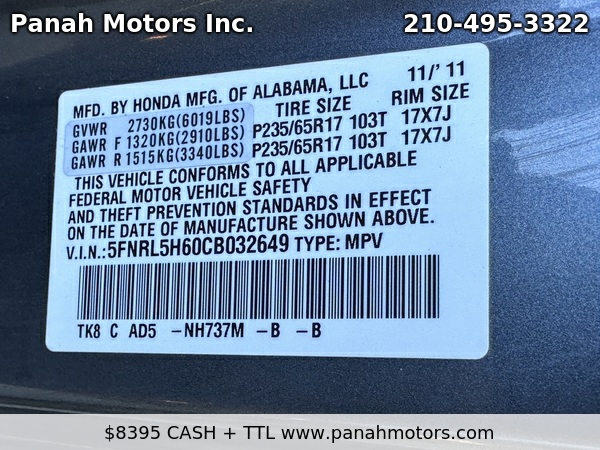 Panah Motors Inc. 210-495-3322
MFD. BY HONDA MFG. OF ALABAMA, LLC 11/'11
TIRE SIZE RIM SIZE
GVWR 2730KG(6019LBS)
GAWR F 1320KG(2910LBS) P235/65R17 103T 17X7J
GAWR R 1515KG(3340LBS) P235/65R17 103T 17X7J
THIS VEHICLE CONFORMS TO ALL APPLICABLE
FEDERAL MOTOR VEHICLE SAFETY
AND THEFT PREVENTION STANDARDS IN EFFECT
ON THE DATE OF MANUFACTURE SHOWN ABOVE.
V.I.N.:5FNRL5H60CB032649 TYPE: MPV
TK8 C AD5 –NH737M –B –B
$8395 CASH + TTL www.panahmotors.com